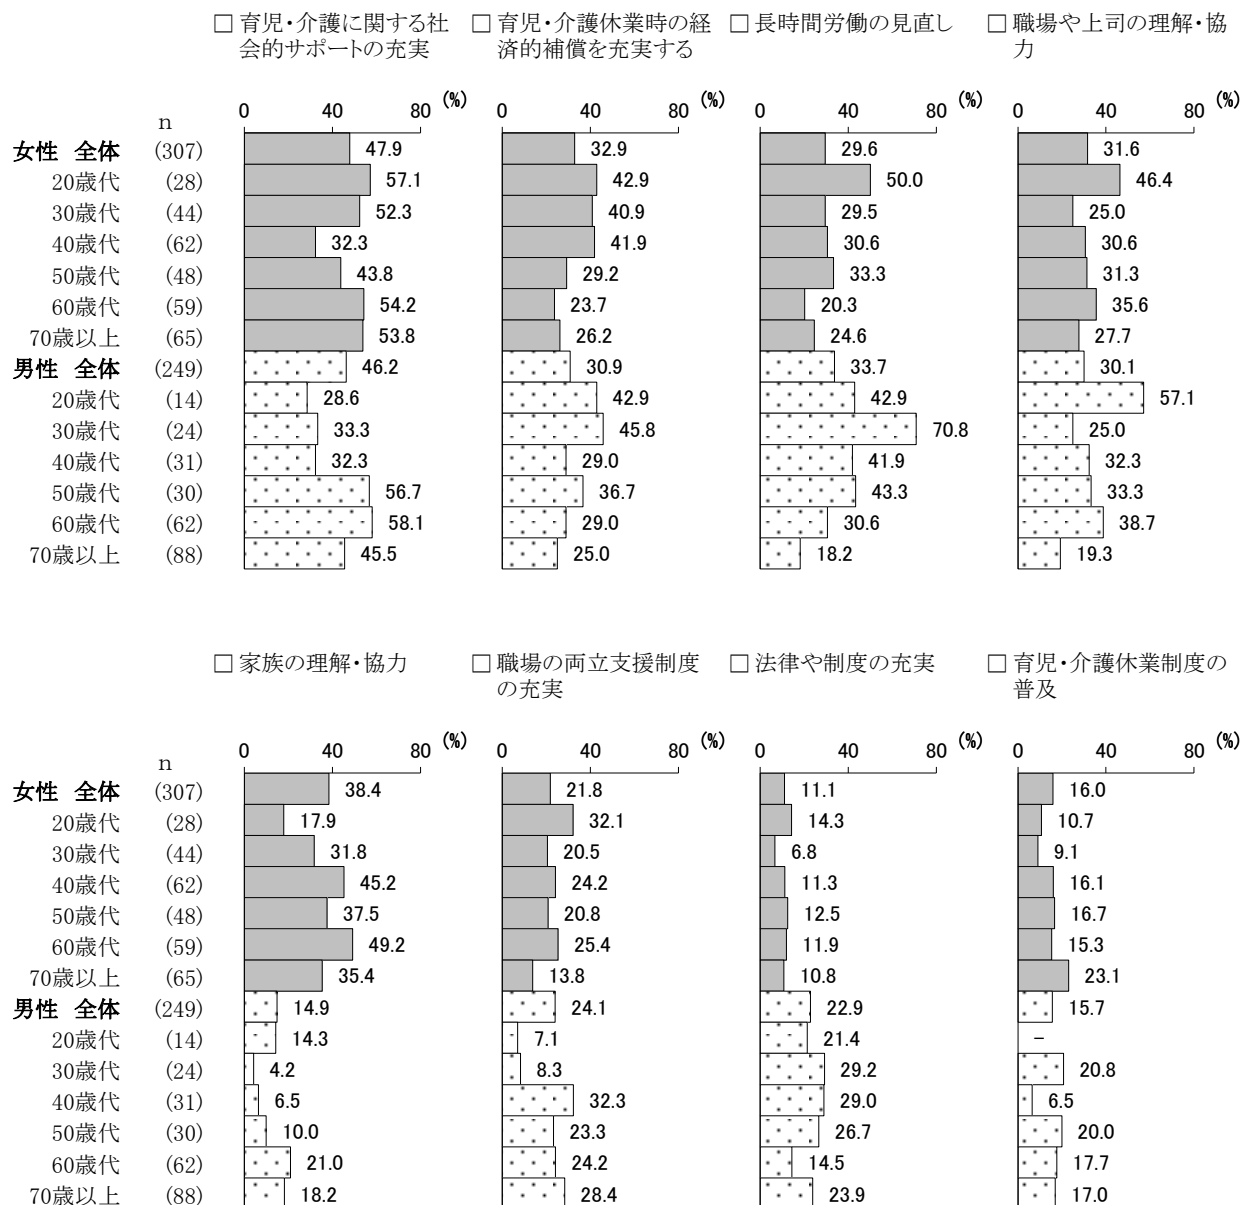 □ 育児・介護に関する社会的サポートの充実 □ 育児・介護休業時の経済的補償を充実する □ 長時間労働の見直し □ 職場や上司の理解・協力
0 40 80 (%) 0 40 80 (%) 0 40 80 (%) 0 40 80 (%)
n
女性 全体 (307) 47.9 32.9 29.6 31.6
20歳代 (28) 57.1 42.9 50.0 46.4
30歳代 (44) 52.3 40.9 29.5 25.0
40歳代 (62) 32.3 41.9 30.6 30.6
50歳代 (48) 43.8 29.2 33.3 31.3
60歳代 (59) 54.2 23.7 20.3 35.6
70歳以上 (65) 53.8 26.2 24.6 27.7
男性 全体 (249) 46.2 30.9 33.7 30.1
20歳代 (14) 28.6 42.9 42.9 57.1
30歳代 (24) 33.3 45.8 70.8 25.0
40歳代 (31) 32.3 29.0 41.9 32.3
50歳代 (30) 56.7 36.7 43.3 33.3
60歳代 (62) 58.1 29.0 30.6 38.7
70歳以上 (88) 45.5 25.0 18.2 19.3
□ 家族の理解・協力 □ 職場の両立支援制度の充実 □ 法律や制度の充実 □ 育児・介護休業制度の普及
0 40 80 (%) 0 40 80 (%) 0 40 80 (%) 0 40 80 (%)
n
女性 全体 (307) 38.4 21.8 11.1 16.0
20歳代 (28) 17.9 32.1 14.3 10.7
30歳代 (44) 31.8 20.5 6.8 9.1
40歳代 (62) 45.2 24.2 11.3 16.1
50歳代 (48) 37.5 20.8 12.5 16.7
60歳代 (59) 49.2 25.4 11.9 15.3
70歳以上 (65) 35.4 13.8 10.8 23.1
男性 全体 (249) 14.9 24.1 22.9 15.7
20歳代 (14) 14.3 7.1 21.4 －
30歳代 (24) 4.2 8.3 29.2 20.8
40歳代 (31) 6.5 32.3 29.0 6.5
50歳代 (30) 10.0 23.3 26.7 20.0
60歳代 (62) 21.0 24.2 14.5 17.7
70歳以上 (88) 18.2 28.4 23.9 17.0